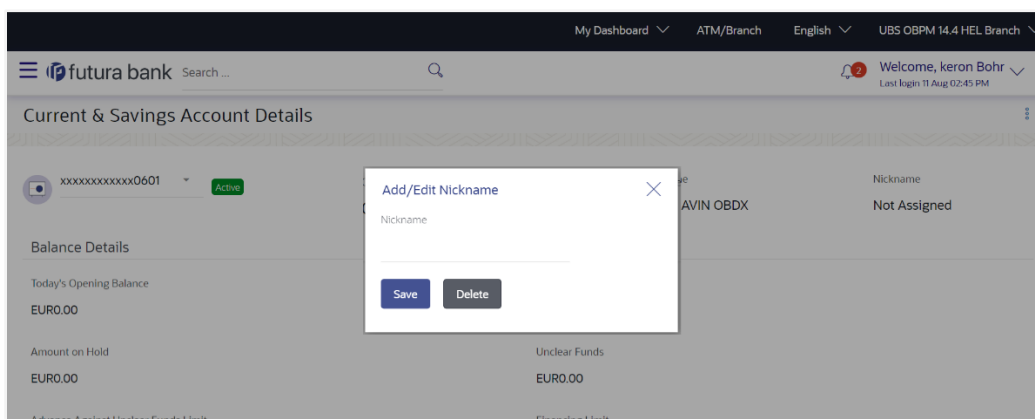 My Dashboard ATM/Branch English UBS OBPM 14.4 HEL Branch
futura bank Search ... 2 Welcome, keron Bohr
Last login 11 Aug 02:45 PM
Current & Savings Account Details
xxxxxxxxxxxx0601 Active
Add/Edit Nickname
Nickname
Nickname
AVIN OBDX Not Assigned
Balance Details
Today's Opening Balance
EUR0.00
Save Delete
Amount on Hold Unclear Funds
EUR0.00 EUR0.00